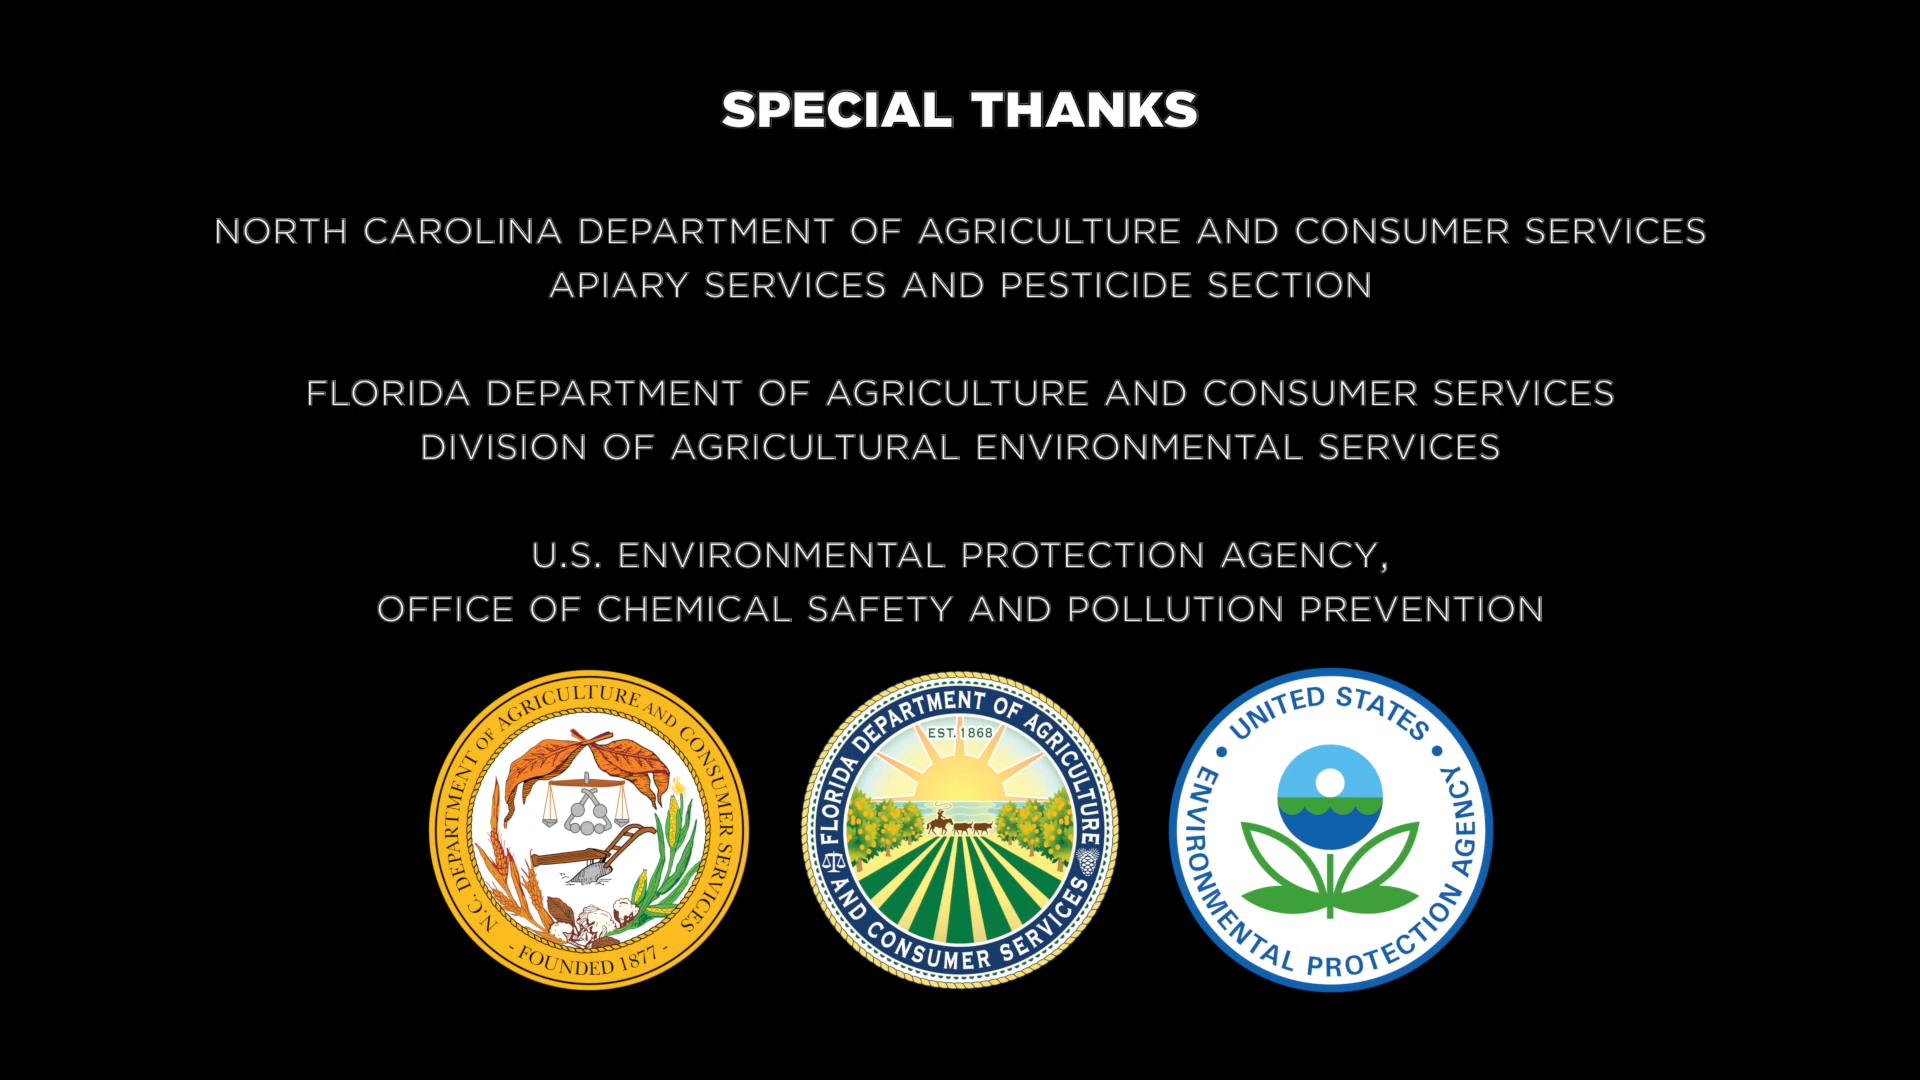 SPECIAL THANKS
NORTH CAROLINA DEPARTMENT OF AGRICULTURE AND CONSUMER SERVICES
APIARY SERVICES AND PESTICIDE SECTION
FLORIDA DEPARTMENT OF AGRICULTURE AND CONSUMER SERVICES
DIVISION OF AGRICULTURAL ENVIRONMENTAL SERVICES
U.S. ENVIRONMENTAL PROTECTION AGENCY,
OFFICE OF CHEMICAL SAFETY AND POLLUTION PREVENTION
N.C. DEPARTMENT OF AGRICULTURE AND CONSUMER SERVICES
- FOUNDED 1877 -
FLORIDA DEPARTMENT OF AGRICULTURE
AND CONSUMER SERVICES
EST. 1868
• UNITED STATES •
ENVIRONMENTAL PROTECTION AGENCY